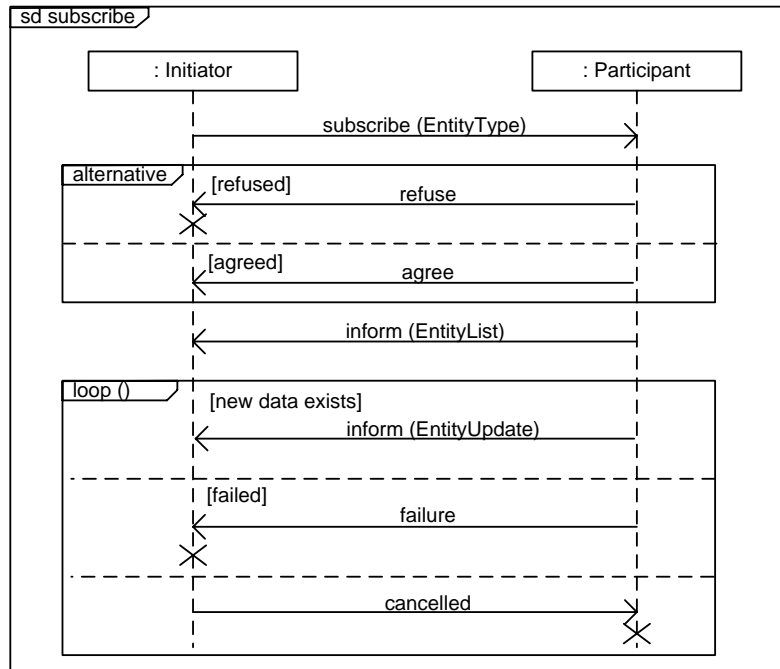 sd subscribe
: Initiator
: Participant
subscribe (EntityType)
alternative
[refused]
refuse
[agreed]
agree
inform (EntityList)
loop ()
[new data exists]
inform (EntityUpdate)
[failed]
failure
cancelled